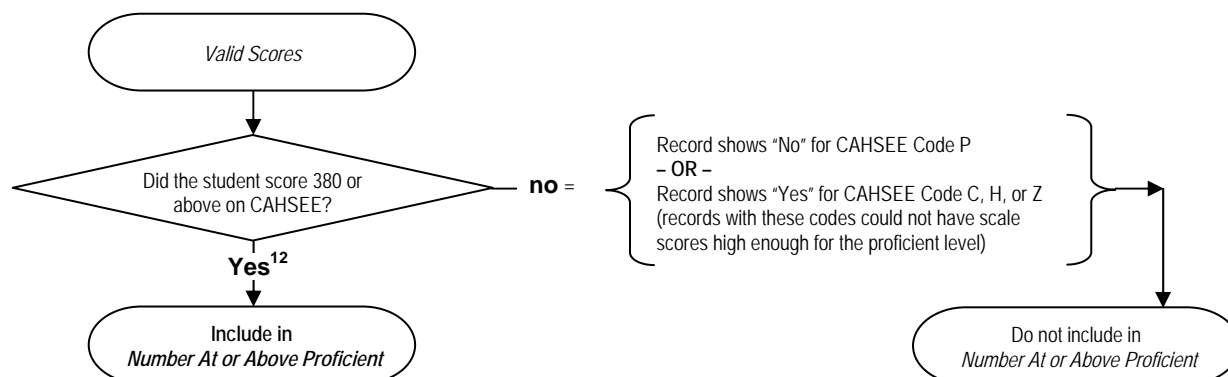 Valid Scores
Did the student score 380 or
above on CAHSEE?
no =
Record shows “No” for CAHSEE Code P
– OR –
Record shows “Yes” for CAHSEE Code C, H, or Z
(records with these codes could not have scale
scores high enough for the proficient level)
Yes12
Include in
Number At or Above Proficient
Do not include in
Number At or Above Proficient